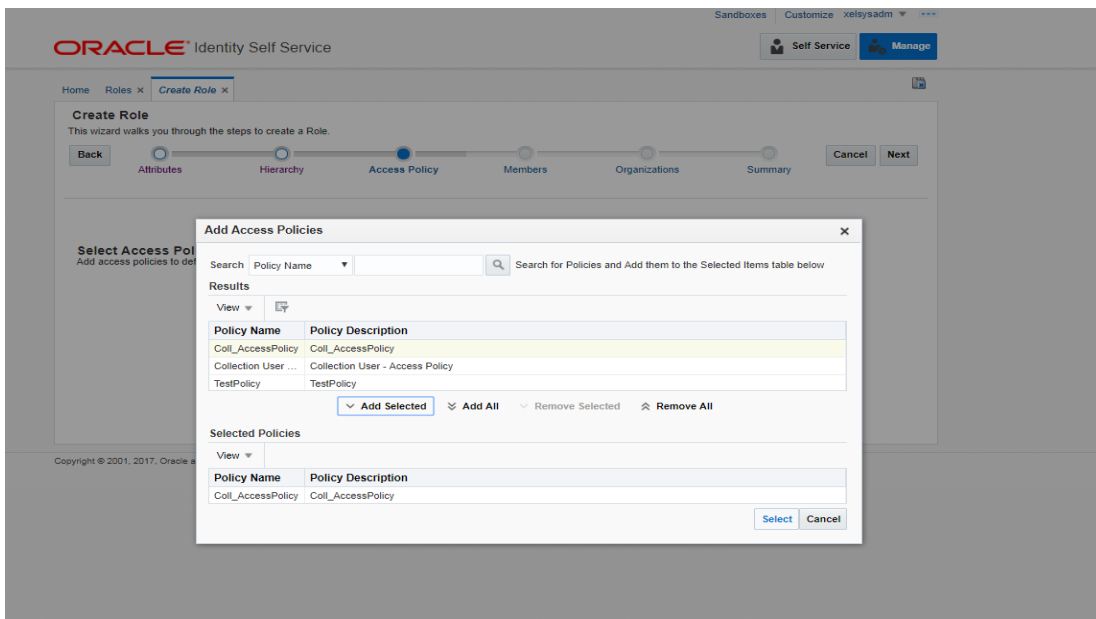 Sandboxes Customize xelsysadm
ORACLE® Identity Self Service
Self Service Manage
Home Roles × Create Role ×
Create Role
This wizard walks you through the steps to create a Role.
Back Cancel Next
Attributes Hierarchy Access Policy Members Organizations Summary
Add Access Policies
Select Access Pol
Add access policies to def
Search Policy Name Search for Policies and Add them to the Selected Items table below
Results
View
Policy Name Policy Description
Coll_AccessPolicy Coll_AccessPolicy
Collection User ... Collection User - Access Policy
TestPolicy TestPolicy
Add Selected Add All Remove Selected Remove All
Selected Policies
View
Policy Name Policy Description
Coll_AccessPolicy Coll_AccessPolicy
Select Cancel
Copyright © 2001, 2017, Oracle a